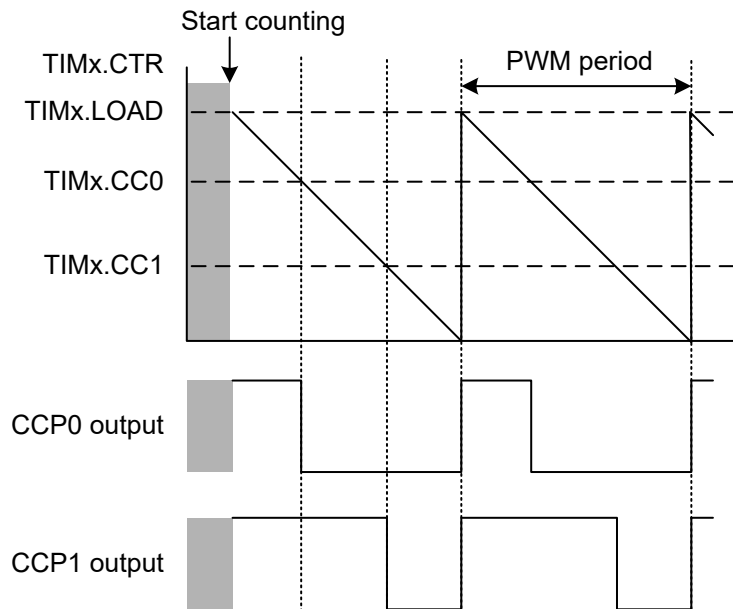 Start counting
TIMx.CTR
PWM period
TIMx.LOAD
TIMx.CC0
TIMx.CC1
CCP0 output
CCP1 output